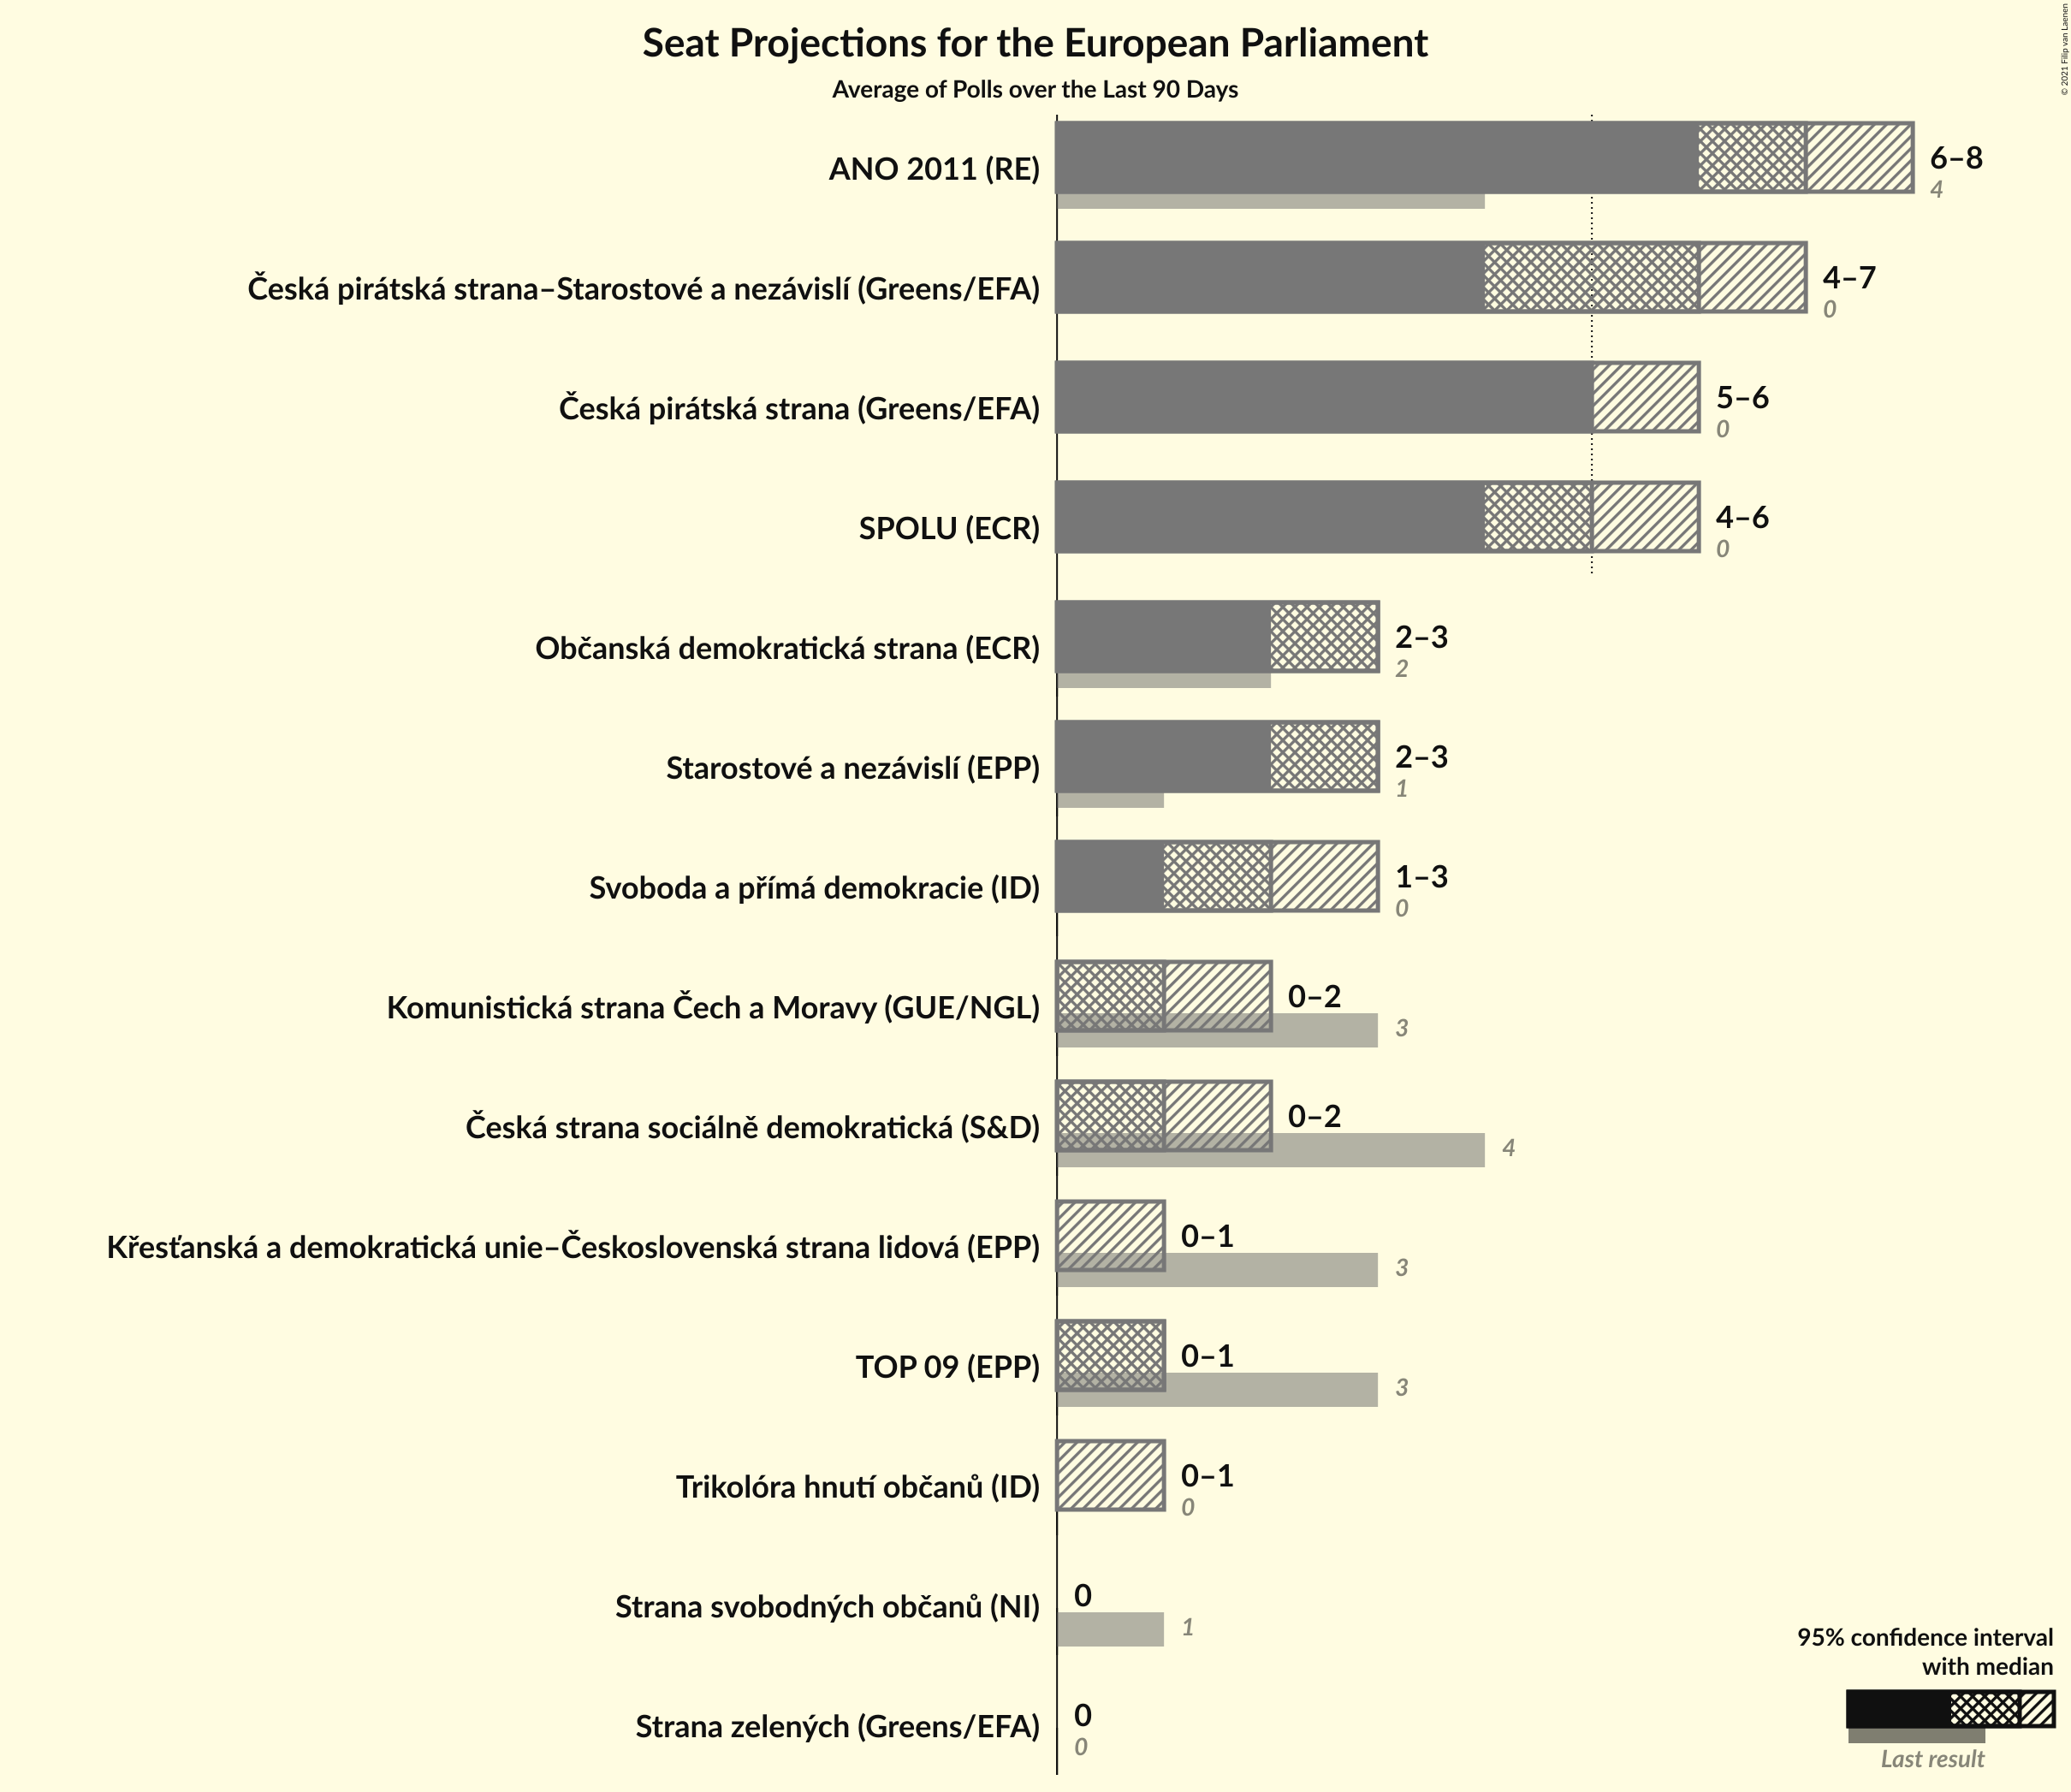 Seat Projections for the European Parliament
Average of Polls over the Last 90 Days
© 2021 Filip van Laenen
ANO 2011 (RE)
6–8
4
Česká pirátská strana–Starostové a nezávislí (Greens/EFA)
4–7
0
Česká pirátská strana (Greens/EFA)
5–6
0
SPOLU (ECR)
4–6
0
Občanská demokratická strana (ECR)
2–3
2
Starostové a nezávislí (EPP)
2–3
1
Svoboda a přímá demokracie (ID)
1–3
0
Komunistická strana Čech a Moravy (GUE/NGL)
0–2
3
Česká strana sociálně demokratická (S&D)
0–2
4
Křesťanská a demokratická unie–Československá strana lidová (EPP)
0–1
3
TOP 09 (EPP)
0–1
3
Trikolóra hnutí občanů (ID)
0–1
0
Strana svobodných občanů (NI)
0
1
Strana zelených (Greens/EFA)
0
0
95% confidence interval
with median
Last result